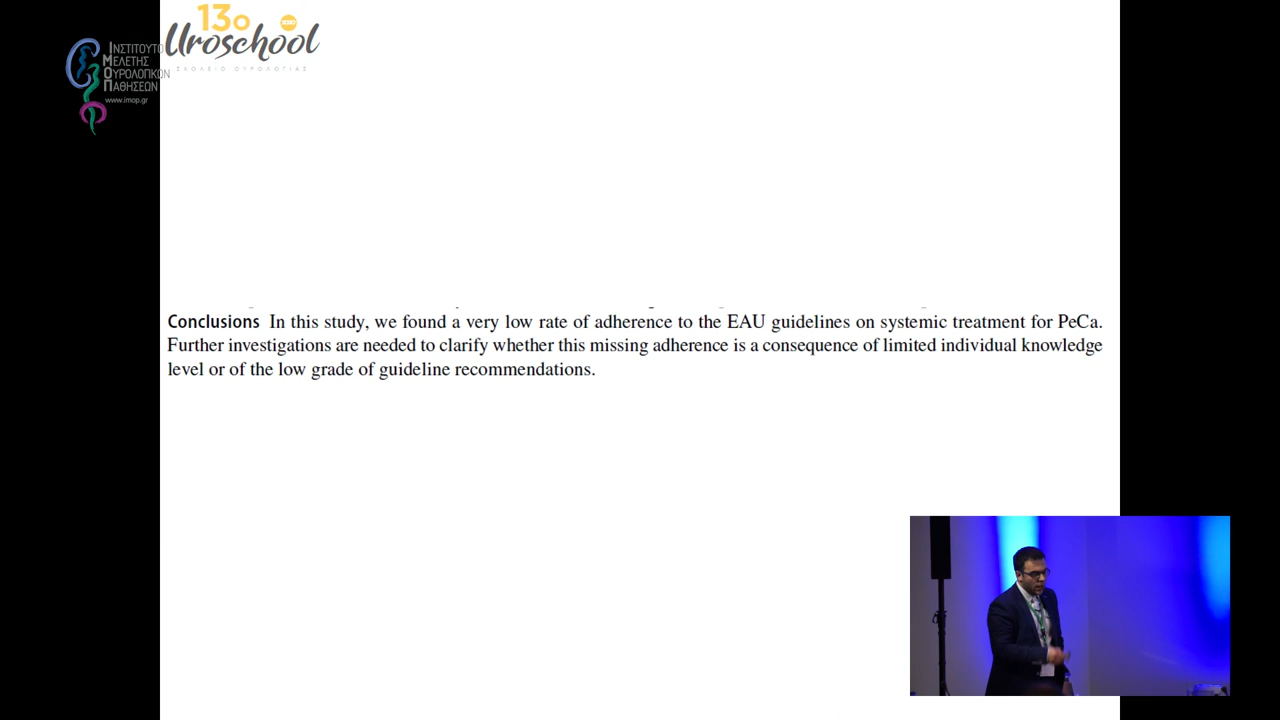 13ο
Uroschool
ΣΧΟΛΕΙΟ ΟΥΡΟΛΟΓΙΑΣ
ΙΝΣΤΙΤΟΥΤΟ
ΜΕΛΕΤΗΣ
ΟΥΡΟΛΟΓΙΚΩΝ
ΠΑΘΗΣΕΩΝ
www.imop.gr
Conclusions In this study, we found a very low rate of adherence to the EAU guidelines on systemic treatment for PeCa.
Further investigations are needed to clarify whether this missing adherence is a consequence of limited individual knowledge
level or of the low grade of guideline recommendations.